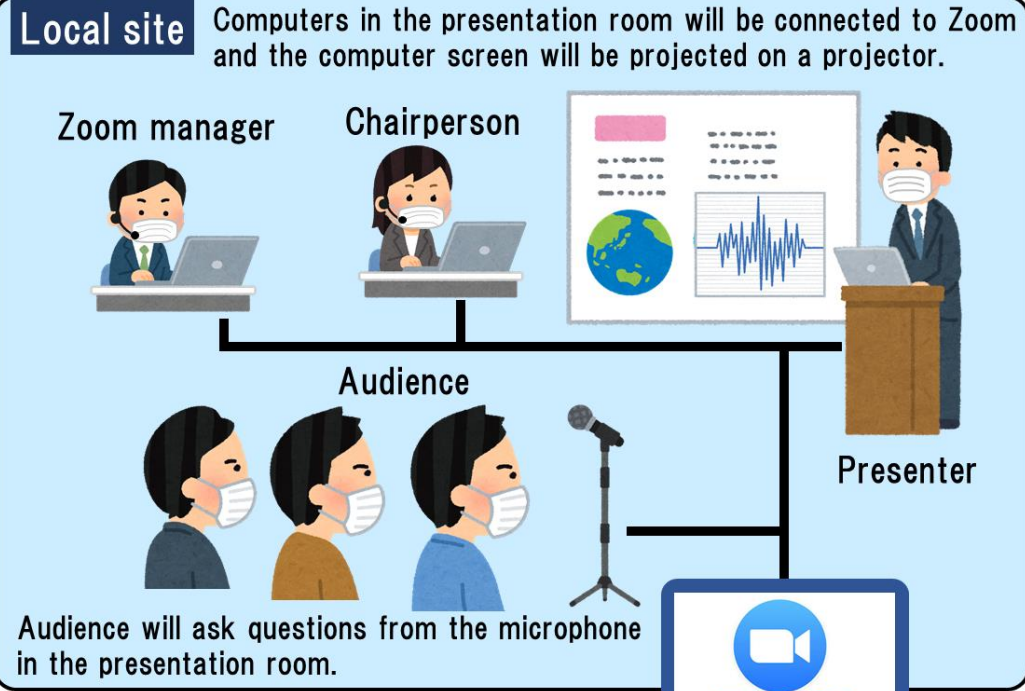 Local site
Computers in the presentation room will be connected to Zoom
and the computer screen will be projected on a projector.
Zoom manager
Chairperson
Audience
Presenter
Audience will ask questions from the microphone
in the presentation room.